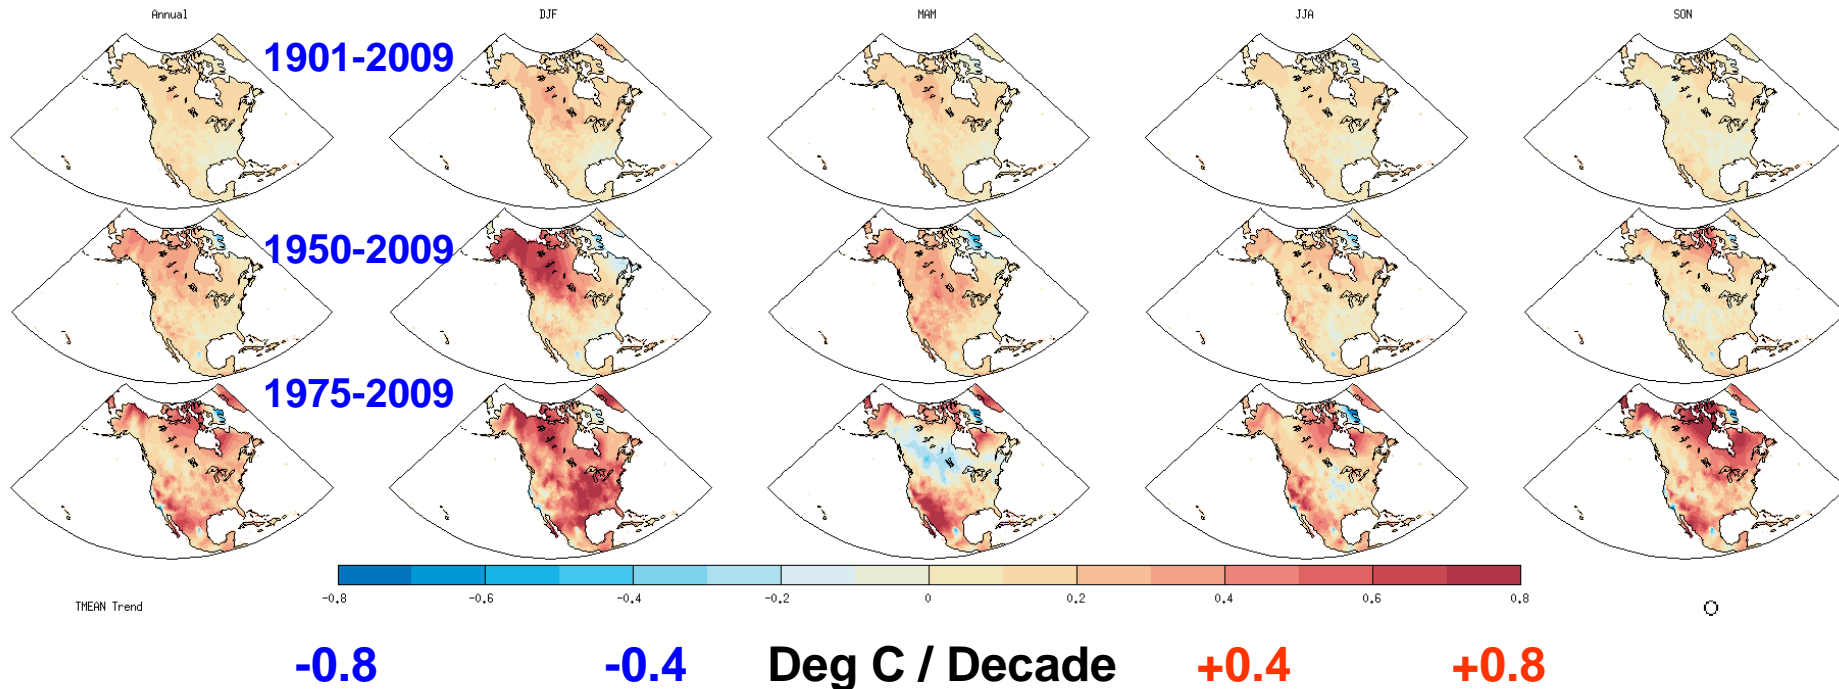 Annual DJF MAM JJA SON
1901-2009
1950-2009
1975-2009
-0.8 -0.6 -0.4 -0.2 0 0.2 0.4 0.6 0.8
TMEAN Trend
-0.8 -0.4 Deg C / Decade +0.4 +0.8